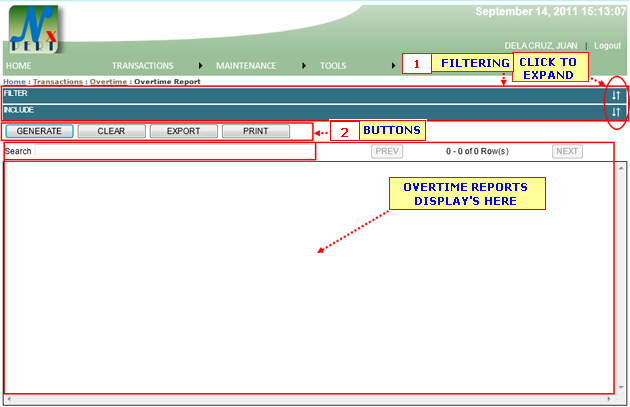 September 14, 2011 15:13:07
Nx
PERT
DELA CRUZ, JUAN | Logout
HOME TRANSACTIONS MAINTENANCE TOOLS
1 FILTERING
CLICK TO
EXPAND
Home : Transactions : Overtime : Overtime Report
FILTER
INCLUDE
GENERATE CLEAR EXPORT PRINT
2 BUTTONS
Search PREV 0 - 0 of 0 Row(s) NEXT
OVERTIME REPORTS
DISPLAY'S HERE